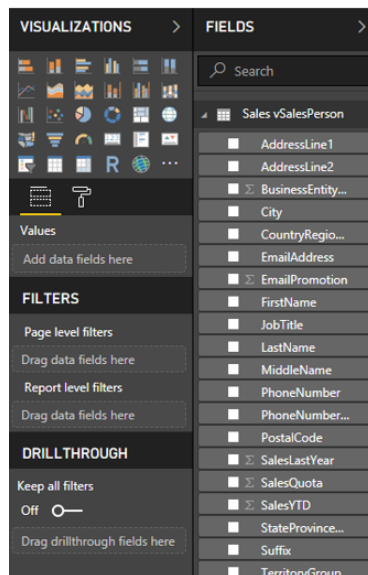 VISUALIZATIONS
Values
Add data fields here
FILTERS
Page level filters
Drag data fields here
Report level filters
Drag data fields here
DRILLTHROUGH
Keep all filters
Off
Drag drillthrough fields here
FIELDS
Search
Sales vSalesPerson
AddressLine1
AddressLine2
Σ BusinessEntity...
City
CountryRegio...
EmailAddress
Σ EmailPromotion
FirstName
JobTitle
LastName
MiddleName
PhoneNumber
PhoneNumber...
PostalCode
Σ SalesLastYear
Σ SalesQuota
Σ SalesYTD
StateProvince...
Suffix
TerritoryGroup